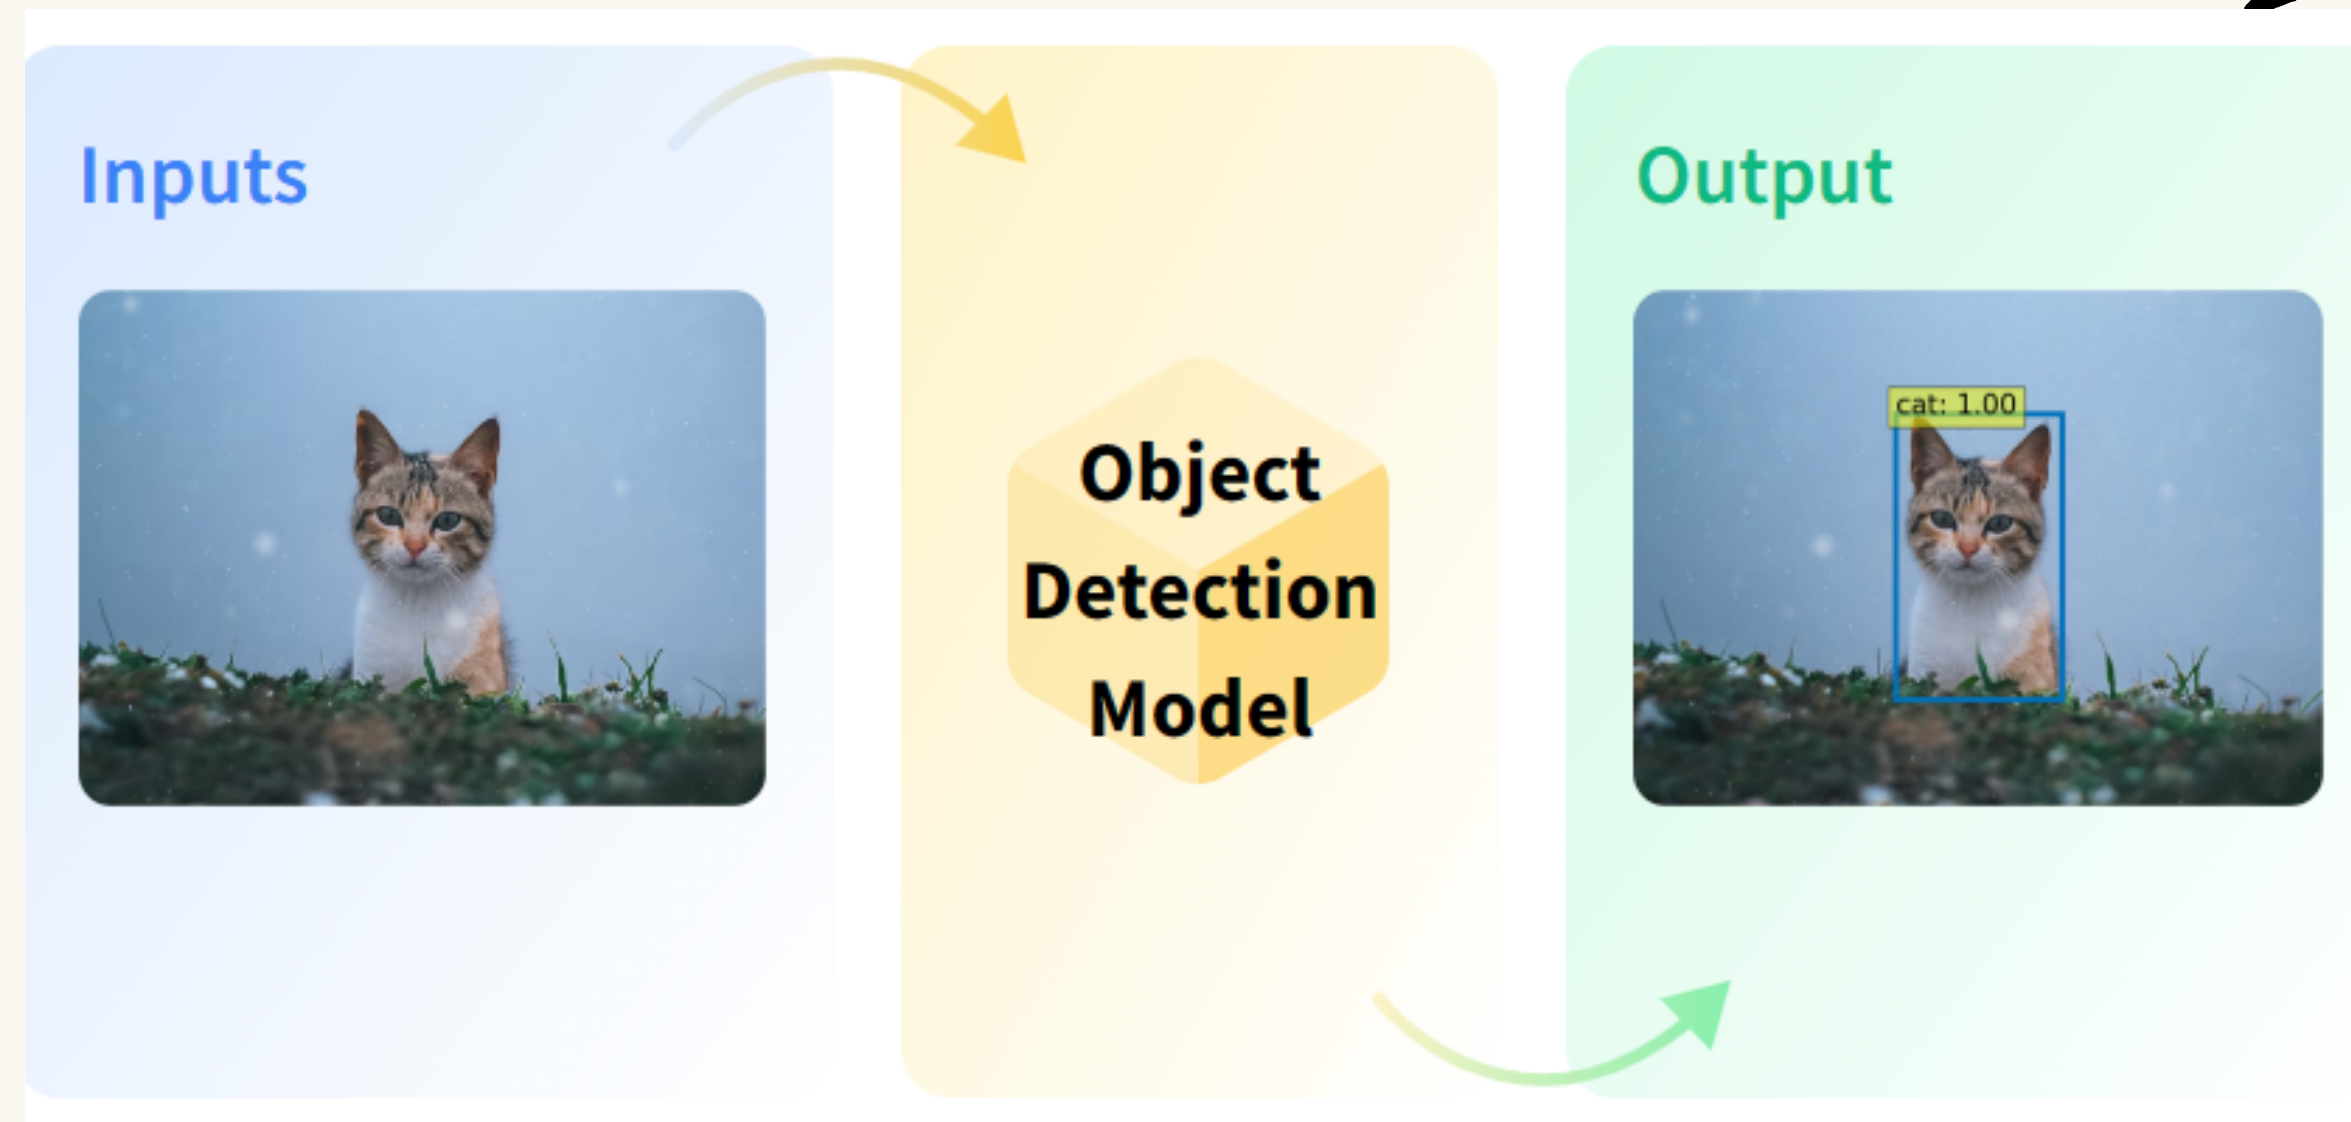 Inputs
Object
Detection
Model
Output
cat: 1.00